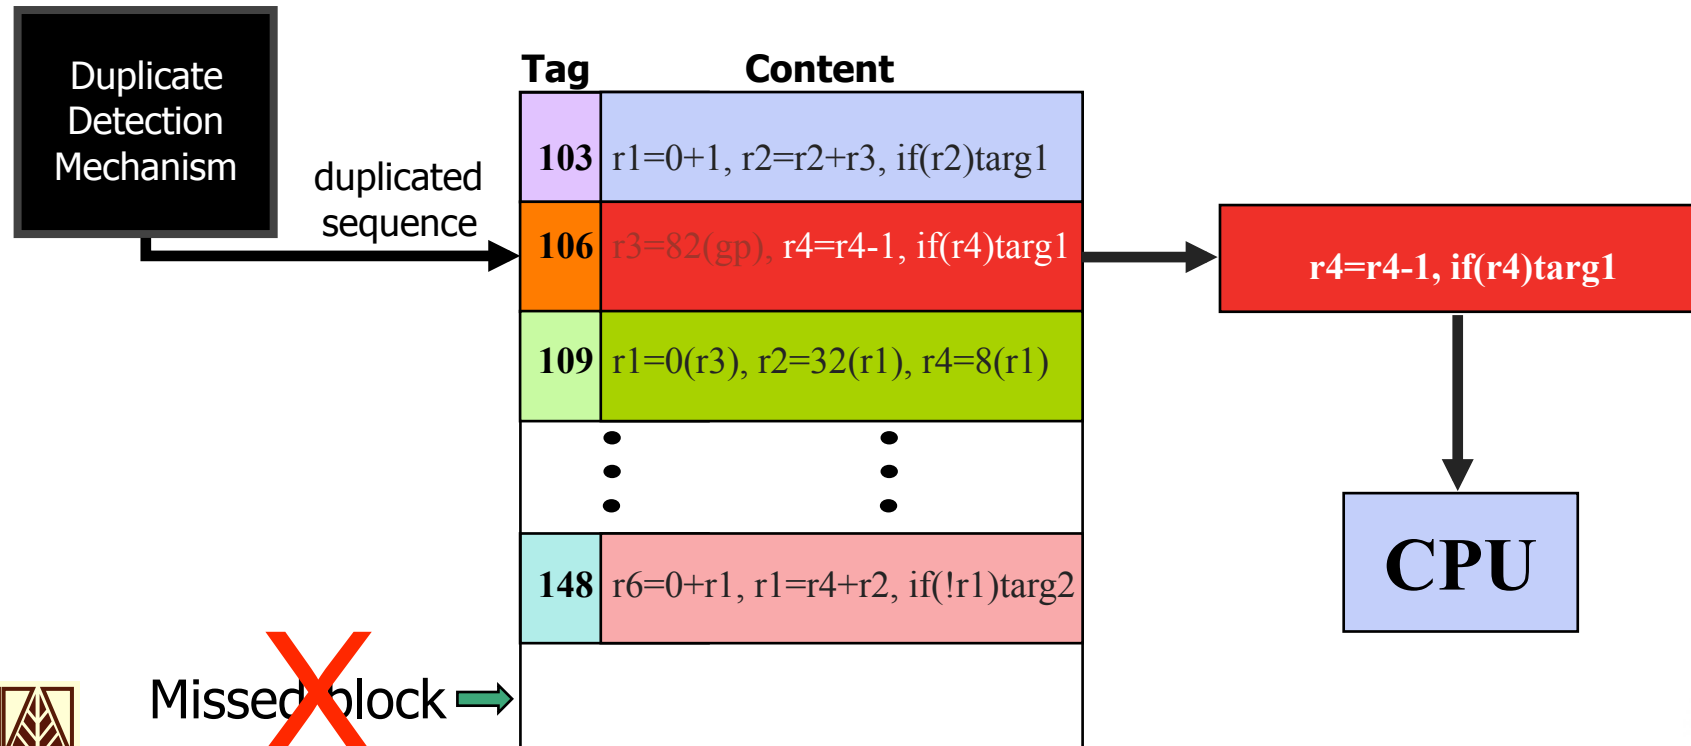 Duplicate
Detection
Mechanism
duplicated
sequence
Tag Content
103 r1=0+1, r2=r2+r3, if(r2)targ1
106 r3=82(gp), r4=r4-1, if(r4)targ1
109 r1=0(r3), r2=32(r1), r4=8(r1)
148 r6=0+r1, r1=r4+r2, if(!r1)targ2
r4=r4-1, if(r4)targ1
CPU
Missed block
X